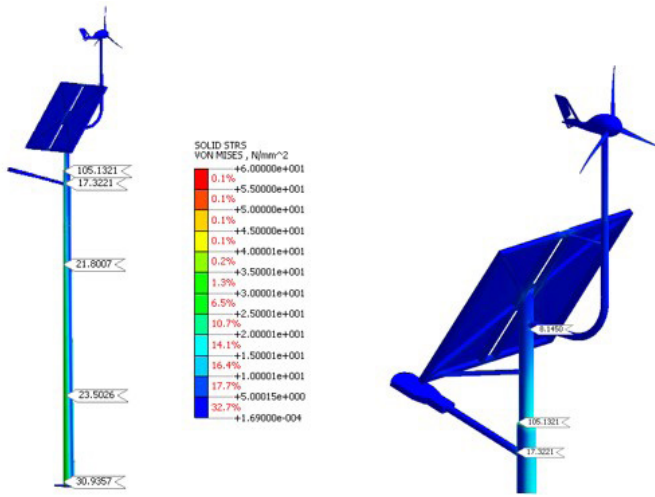 105.1321
17.3221
21.8007
23.5026
30.9357
SOLID STRS
VON MISES , N/mm^2
+6.00000e+001
0.1%
+5.50000e+001
0.1%
+5.00000e+001
0.1%
+4.50000e+001
0.1%
+4.00001e+001
0.2%
+3.50001e+001
1.3%
+3.00001e+001
6.5%
+2.50001e+001
10.7%
+2.00001e+001
14.1%
+1.50001e+001
16.4%
+1.00001e+001
17.7%
+5.00015e+000
32.7%
+1.69000e-004
8.1450
105.1321
17.3221